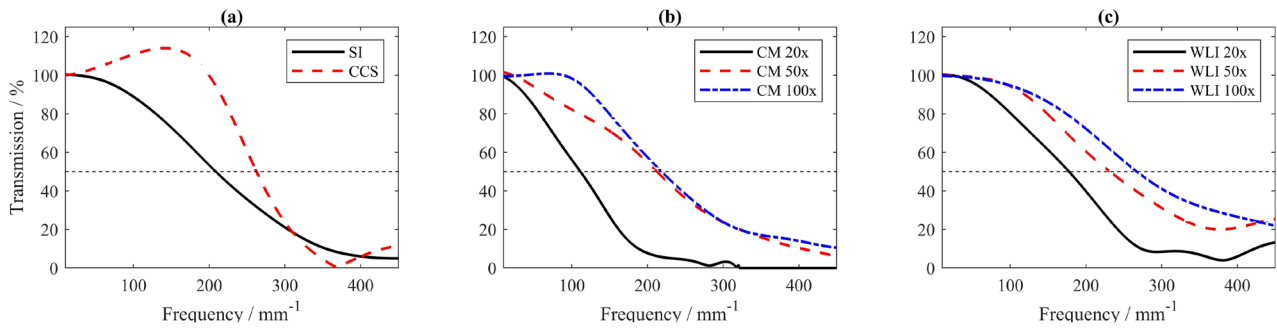 (a)
Transmission / %
120
100
80
60
40
20
0
100
200
300
400
Frequency / mm⁻¹
SI
CCS
(b)
120
100
80
60
40
20
0
100
200
300
400
Frequency / mm⁻¹
CM 20x
CM 50x
CM 100x
(c)
120
100
80
60
40
20
0
100
200
300
400
Frequency / mm⁻¹
WLI 20x
WLI 50x
WLI 100x